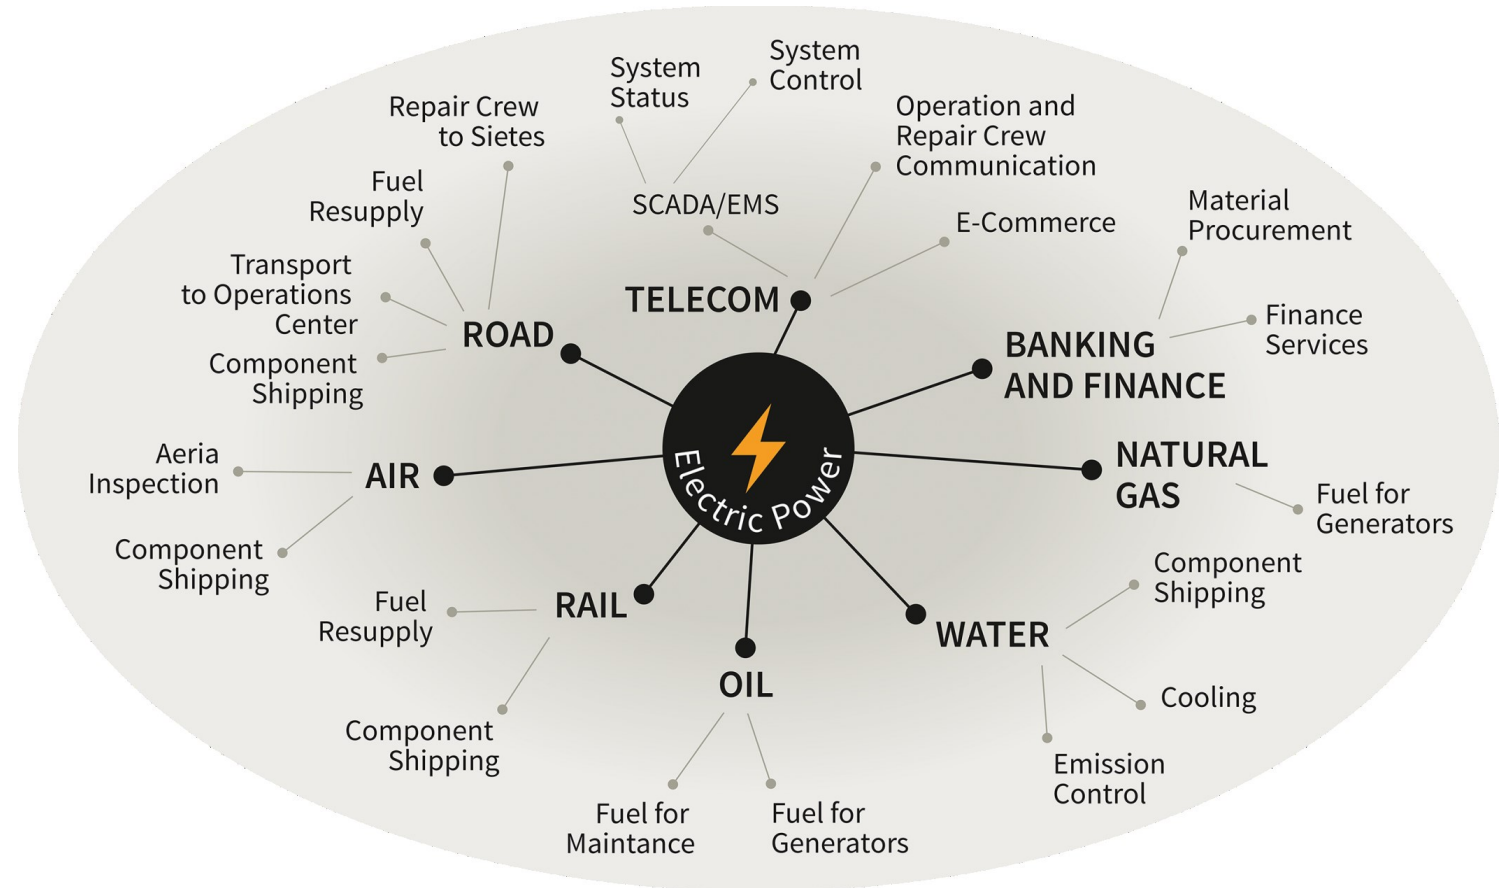 System
Status
System
Control
Repair Crew
to Sietes
Operation and
Repair Crew
Communication
Fuel
Resupply
SCADA/EMS
E-Commerce
Material
Procurement
Transport
to Operations
Center
TELECOM
ROAD
BANKING
AND FINANCE
Finance
Services
Component
Shipping
Aeria
Inspection
AIR
Electric Power
NATURAL
GAS
Fuel for
Generators
Component
Shipping
Component
Shipping
Fuel
Resupply
RAIL
WATER
OIL
Cooling
Component
Shipping
Emission
Control
Fuel for
Maintance
Fuel for
Generators